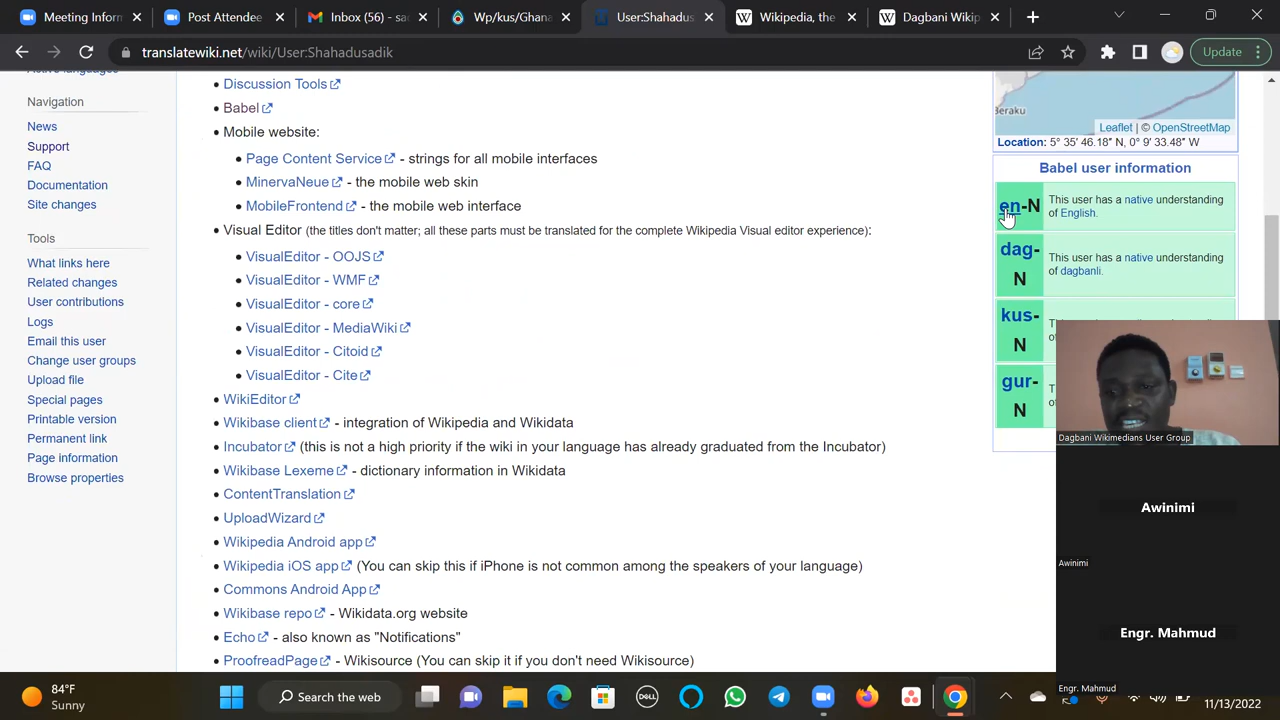 Meeting Inform
Post Attendee
Inbox (56) - sa
Wp/kus/Ghana
User:Shahadus
Wikipedia, the
Dagbani Wikip
translatewiki.net/wiki/User:Shahadusadik
Update
Navigation
News
Support
FAQ
Documentation
Site changes
Tools
What links here
Related changes
User contributions
Logs
Email this user
Change user groups
Upload file
Special pages
Printable version
Permanent link
Page information
Browse properties
Discussion Tools
Babel
Mobile website:
Page Content Service - strings for all mobile interfaces
MinervaNeue - the mobile web skin
MobileFrontend - the mobile web interface
Visual Editor (the titles don't matter; all these parts must be translated for the complete Wikipedia Visual editor experience):
VisualEditor - OOJS
VisualEditor - WMF
VisualEditor - core
VisualEditor - MediaWiki
VisualEditor - Citoid
VisualEditor - Cite
WikiEditor
Wikibase client - integration of Wikipedia and Wikidata
Incubator (this is not a high priority if the wiki in your language has already graduated from the Incubator)
Wikibase Lexeme - dictionary information in Wikidata
ContentTranslation
UploadWizard
Wikipedia Android app
Wikipedia iOS app (You can skip this if iPhone is not common among the speakers of your language)
Commons Android App
Wikibase repo - Wikidata.org website
Echo - also known as "Notifications"
ProofreadPage - Wikisource (You can skip it if you don't need Wikisource)
Beraku
Leaflet | © OpenStreetMap
Location: 5° 35′ 46.18″ N, 0° 9′ 33.48″ W
Babel user information
en-N
This user has a native understanding
of English.
dag-
N
This user has a native understanding
of dagbanli.
kus-
N
gur-
N
Dagbani Wikimedians User Group
Awinimi
Awinimi
Engr. Mahmud
Engr. Mahmud
84°F
Sunny
Search the web
DELL
11/13/2022